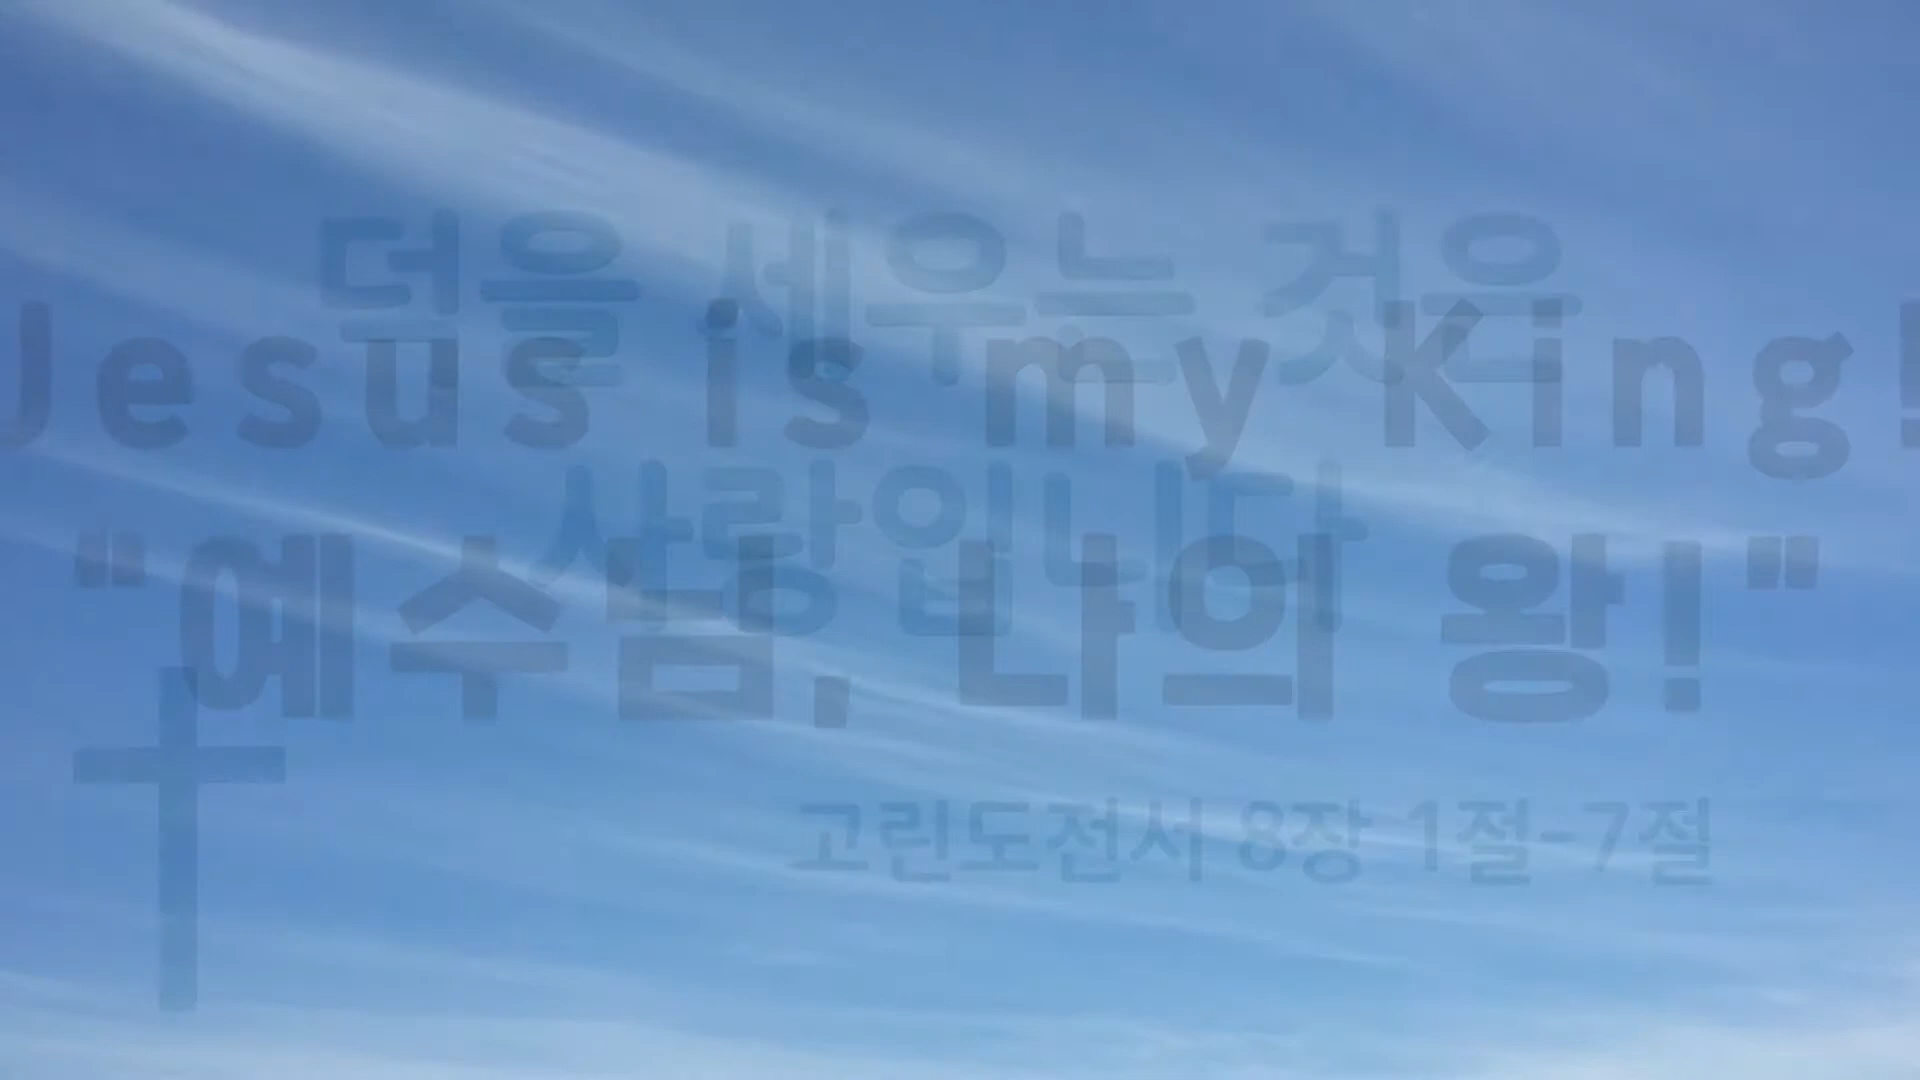 덕을 세우는 것은
Jesus is my King!
사랑입니다
"예수님, 나의 왕!"
고린도전서 8장 1절-7절